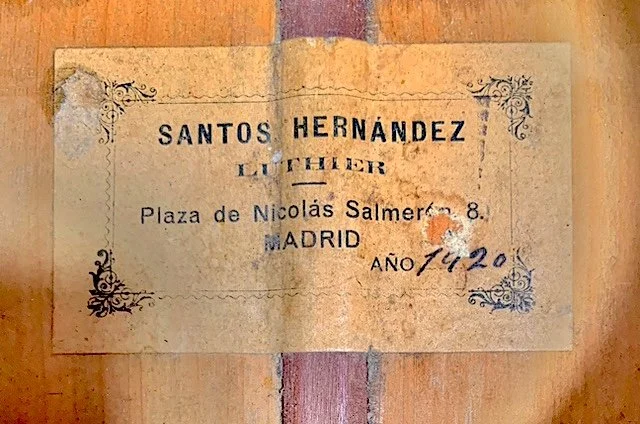 SANTOS HERNÁNDEZ
LUTHIER
Plaza de Nicolás Salmerón 8.
MADRID
AÑO 1920